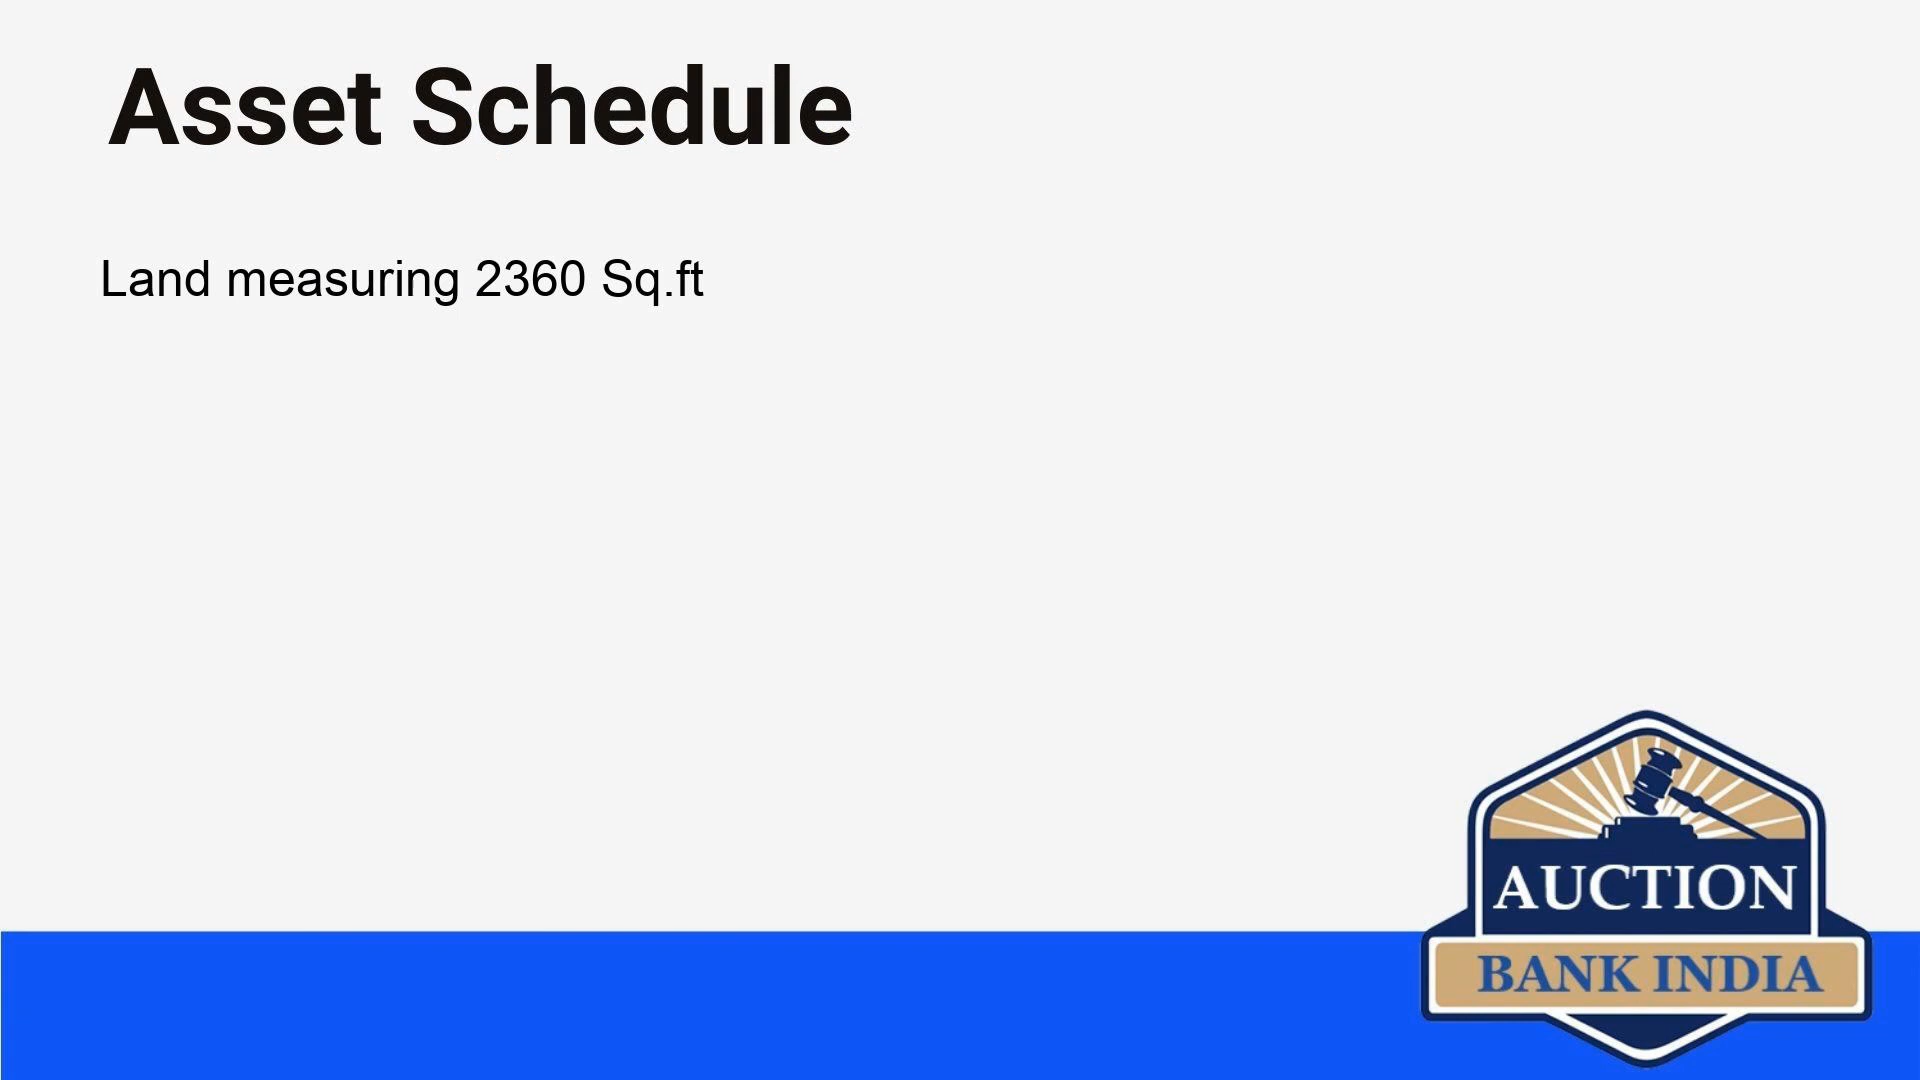 Asset Schedule
Land measuring 2360 Sq.ft
AUCTION
BANK INDIA